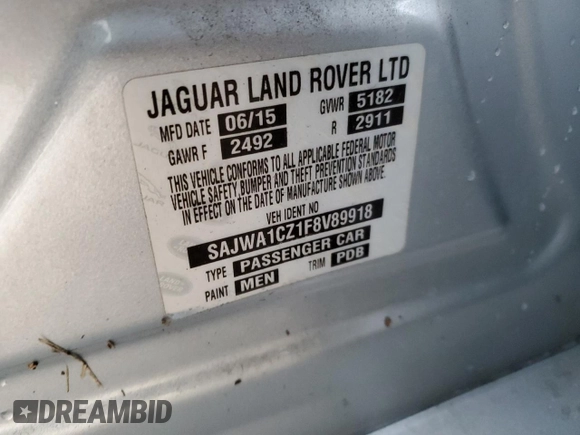 JAGUAR LAND ROVER LTD
MFD DATE 06/15 GVWR 5182
GAWR F 2492 R 2911
THIS VEHICLE CONFORMS TO ALL APPLICABLE FEDERAL MOTOR
VEHICLE SAFETY, BUMPER AND THEFT PREVENTION STANDARDS
IN EFFECT ON THE DATE OF MANUFACTURE SHOWN ABOVE.
VEH IDENT NO
SAJWA1CZ1F8V89918
TYPE PASSENGER CAR
PAINT MEN TRIM PDB
DREAMBID